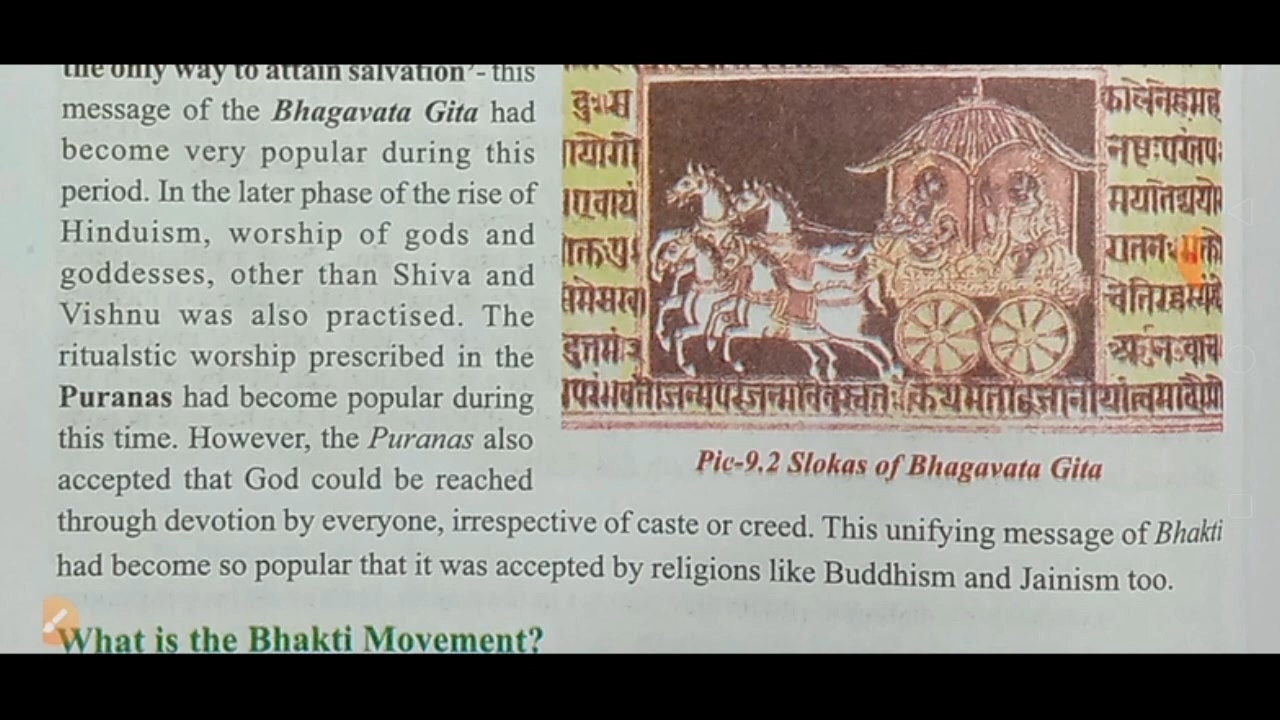 the only way to attain salvation'- this
message of the Bhagavata Gita had
become very popular during this
period. In the later phase of the rise of
Hinduism, worship of gods and
goddesses, other than Shiva and
Vishnu was also practised. The
ritualstic worship prescribed in the
Puranas had become popular during
this time. However, the Puranas also
accepted that God could be reached
through devotion by everyone, irrespective of caste or creed. This unifying message of Bhakti
had become so popular that it was accepted by religions like Buddhism and Jainism too.
Pic-9.2 Slokas of Bhagavata Gita
What is the Bhakti Movement?